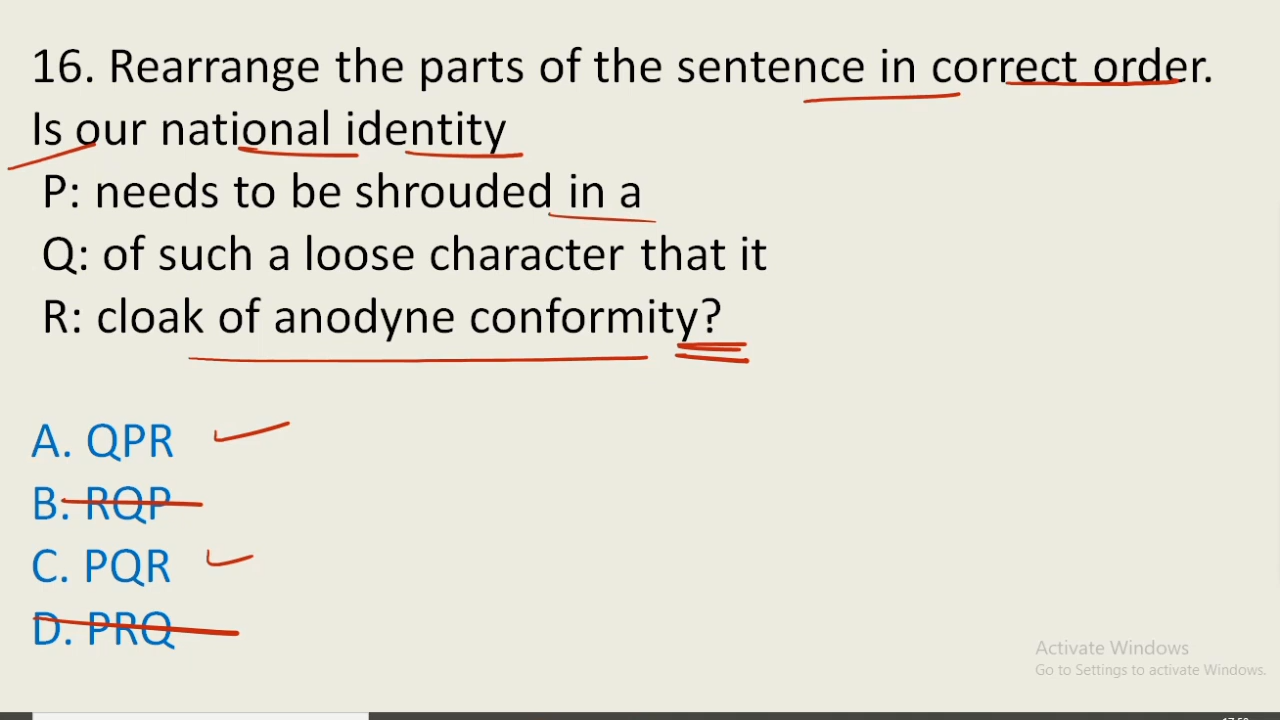 16. Rearrange the parts of the sentence in correct order.
Is our national identity
P: needs to be shrouded in a
Q: of such a loose character that it
R: cloak of anodyne conformity?
A. QPR
B. RQP
C. PQR
D. PRQ
Activate Windows
Go to Settings to activate Windows.